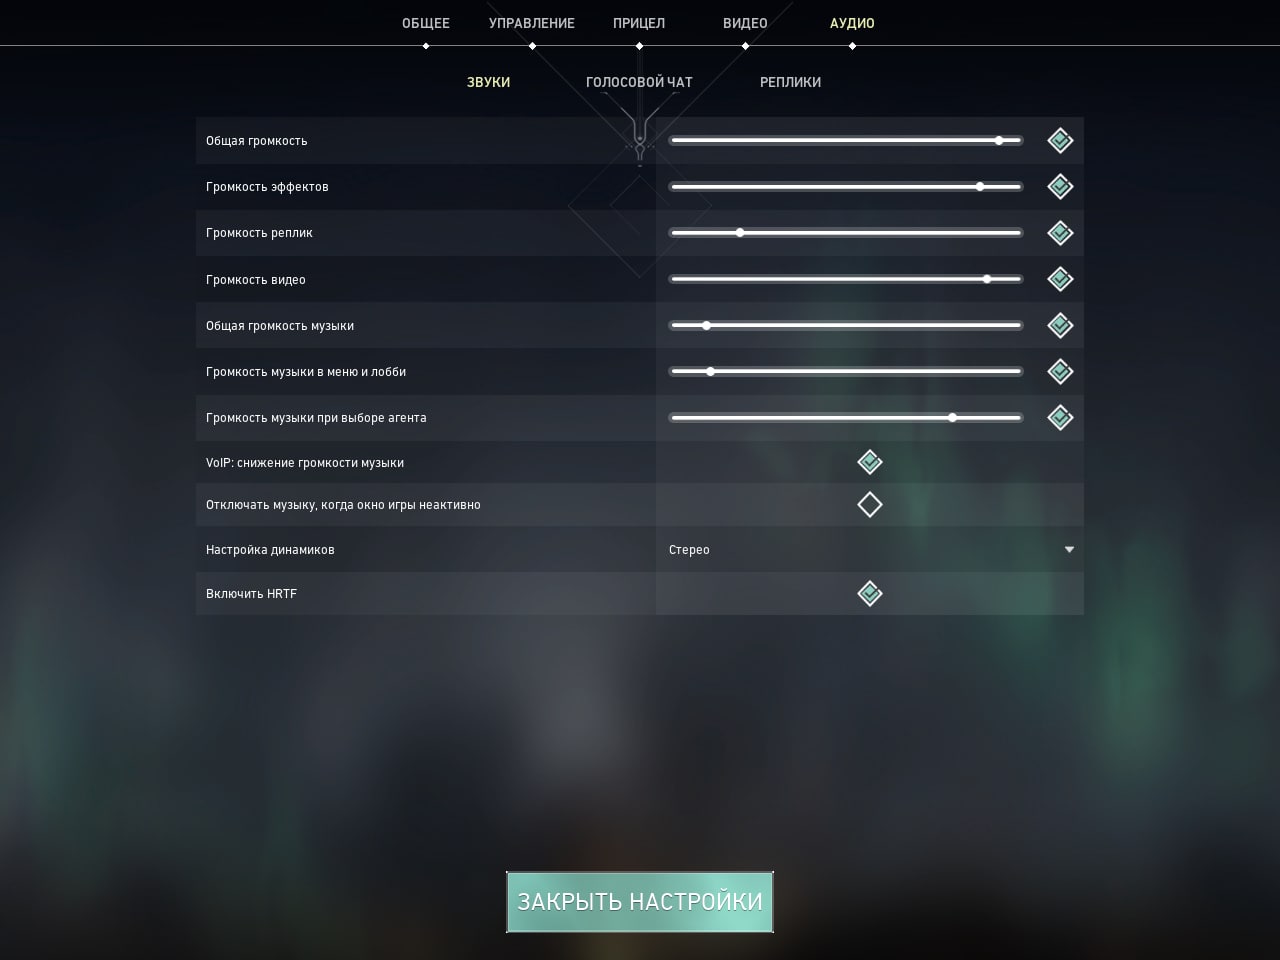 ОБЩЕЕ УПРАВЛЕНИЕ ПРИЦЕЛ ВИДЕО АУДИО
ЗВУКИ ГОЛОСОВОЙ ЧАТ РЕПЛИКИ
Общая громкость
Громкость эффектов
Громкость реплик
Громкость видео
Общая громкость музыки
Громкость музыки в меню и лобби
Громкость музыки при выборе агента
VoIP: снижение громкости музыки
Отключать музыку, когда окно игры неактивно
Настройка динамиков Стерео
Включить HRTF
ЗАКРЫТЬ НАСТРОЙКИ